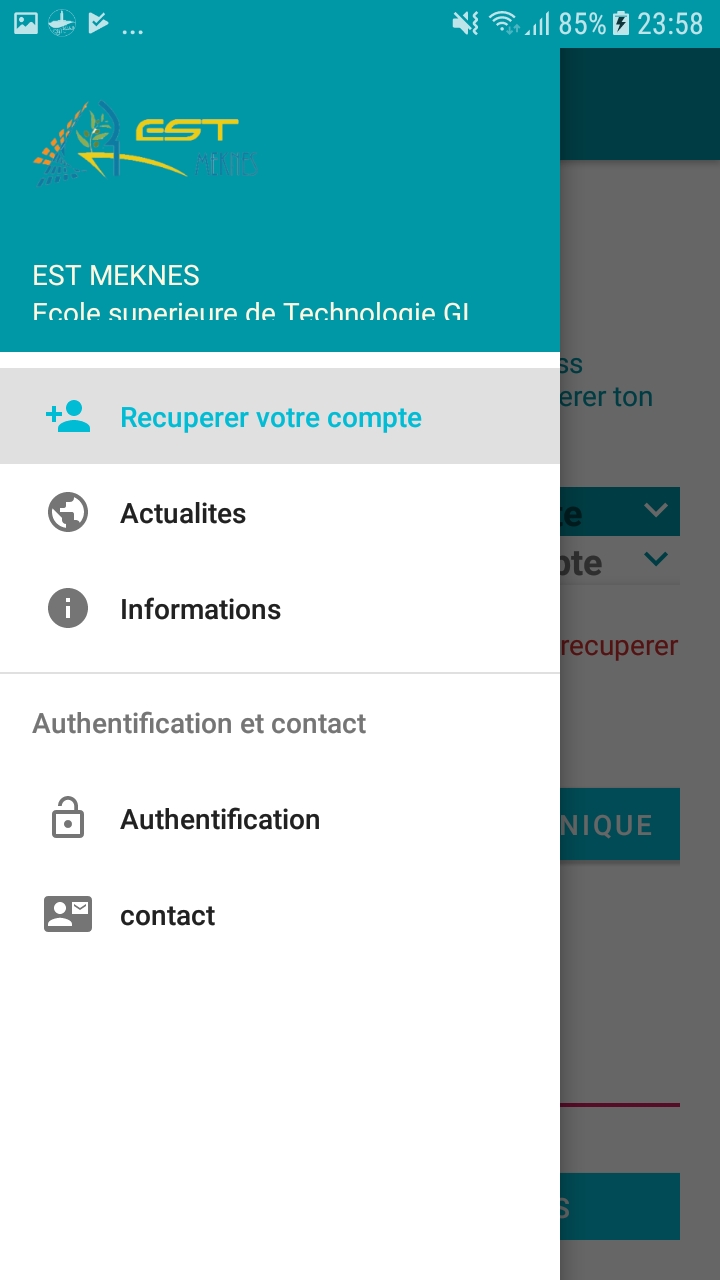 ... 85% 23:58
EST
MEKNES
EST MEKNES
Ecole superieure de Technologie GI
Recuperer votre compte
Actualites
Informations
Authentification et contact
Authentification
contact
ss
erer ton
te
pte
recuperer
NIQUE
S